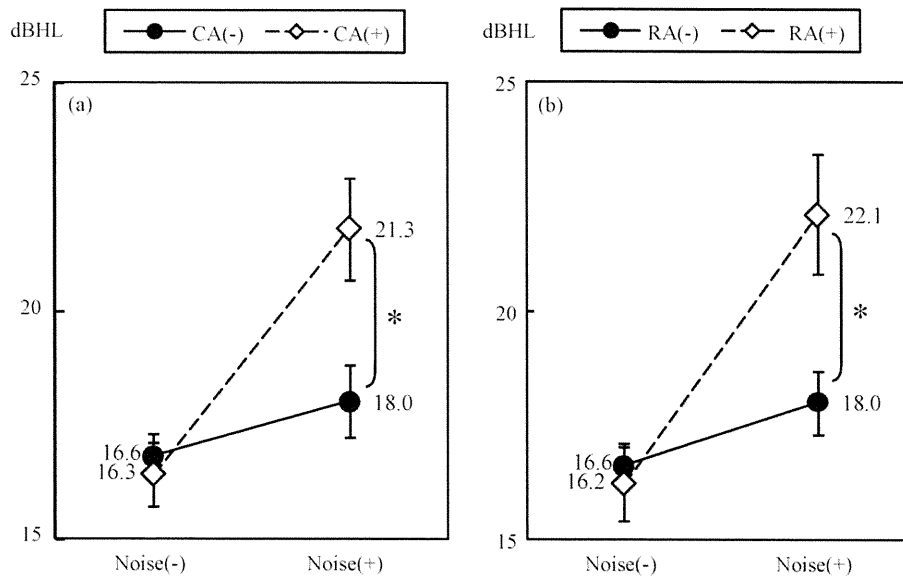 dBHL
CA(-) CA(+)
25
(a)
21.3
20
*
18.0
16.6
16.3
15
Noise(-) Noise(+)
dBHL
RA(-) RA(+)
25
(b)
22.1
20
*
18.0
16.6
16.2
15
Noise(-) Noise(+)